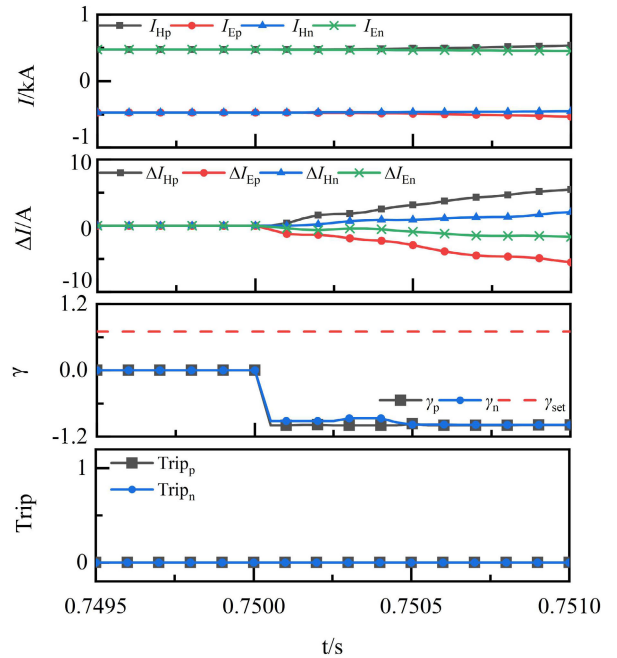 I_Hp I_Ep I_Hn I_En
1
0
-1
I/kA
ΔI_Hp ΔI_Ep ΔI_Hn ΔI_En
10
0
-10
ΔI/A
1.2
0.0
-1.2
γ
γ_p γ_n γ_set
Trip_p
Trip_n
1
0
Trip
0.7495 0.7500 0.7505 0.7510
t/s